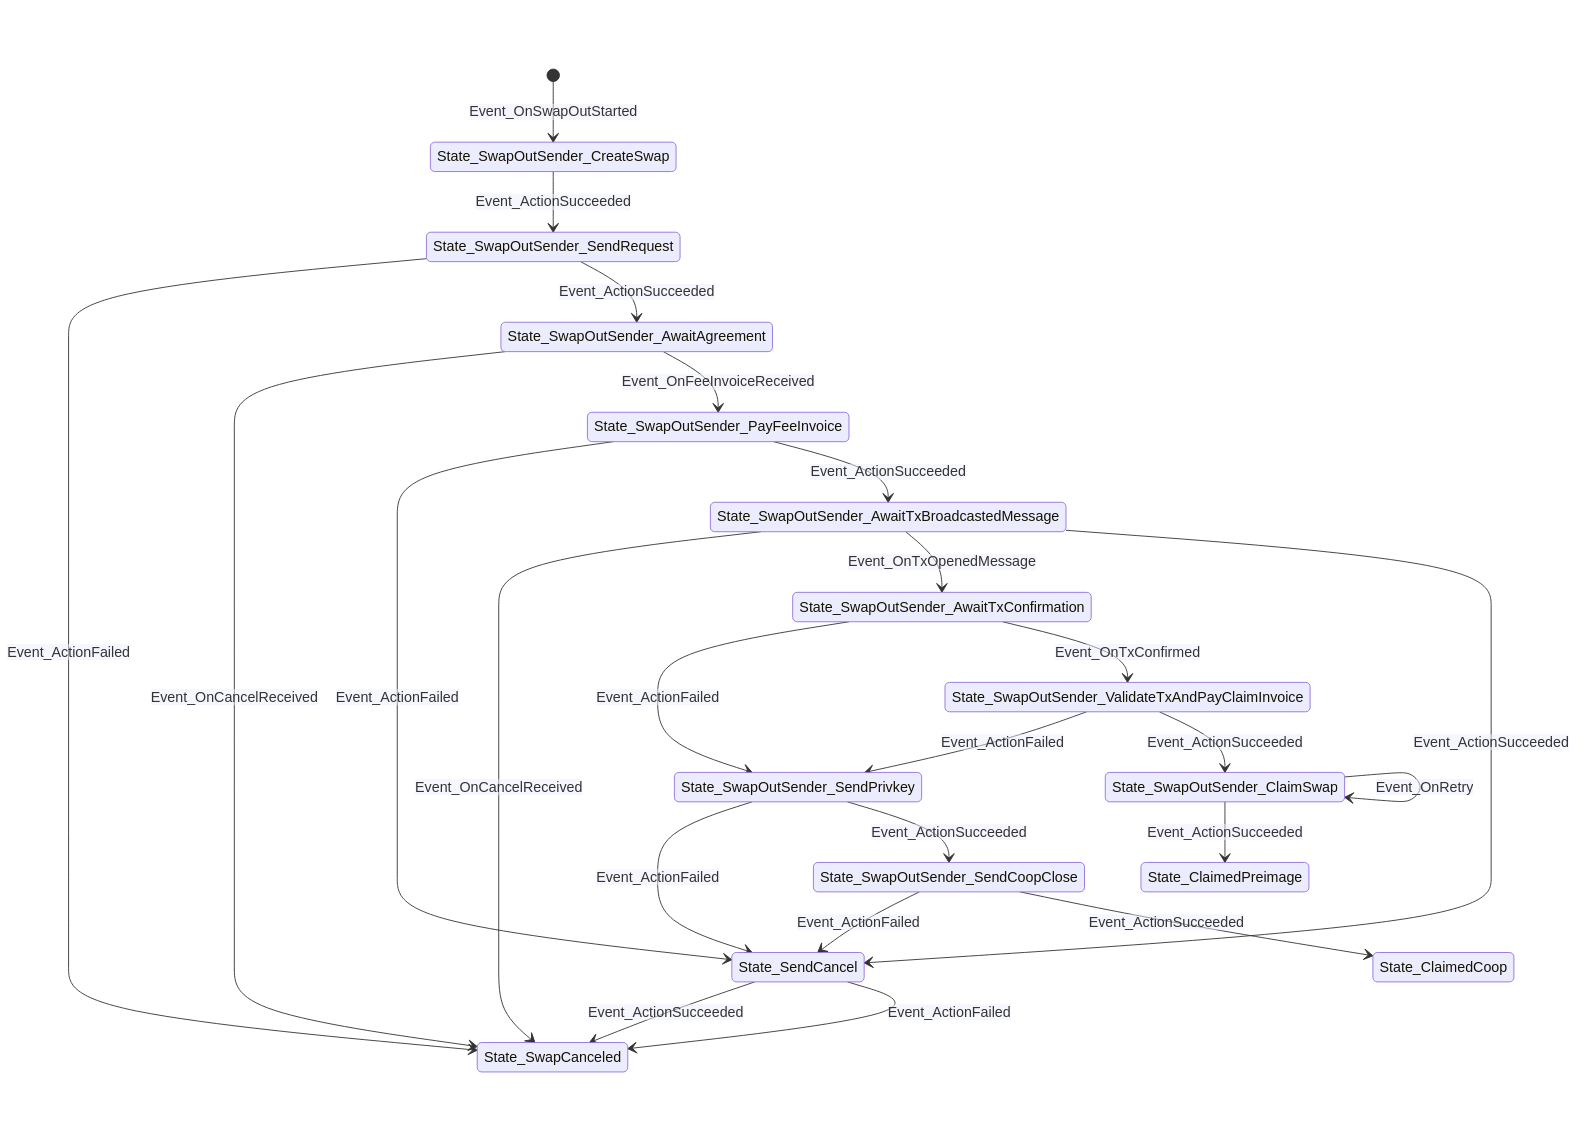 Event_OnSwapOutStarted
State_SwapOutSender_CreateSwap
Event_ActionSucceeded
State_SwapOutSender_SendRequest
Event_ActionSucceeded
State_SwapOutSender_AwaitAgreement
Event_OnFeeInvoiceReceived
State_SwapOutSender_PayFeeInvoice
Event_ActionSucceeded
State_SwapOutSender_AwaitTxBroadcastedMessage
Event_OnTxOpenedMessage
State_SwapOutSender_AwaitTxConfirmation
Event_ActionFailed
Event_OnTxConfirmed
Event_OnCancelReceived
Event_ActionFailed
Event_ActionFailed
State_SwapOutSender_ValidateTxAndPayClaimInvoice
Event_ActionFailed
Event_ActionSucceeded
Event_ActionSucceeded
Event_OnCancelReceived
State_SwapOutSender_SendPrivkey
State_SwapOutSender_ClaimSwap
Event_OnRetry
Event_ActionSucceeded
Event_ActionSucceeded
Event_ActionFailed
State_SwapOutSender_SendCoopClose
State_ClaimedPreimage
Event_ActionFailed
Event_ActionSucceeded
State_SendCancel
State_ClaimedCoop
Event_ActionSucceeded
Event_ActionFailed
State_SwapCanceled